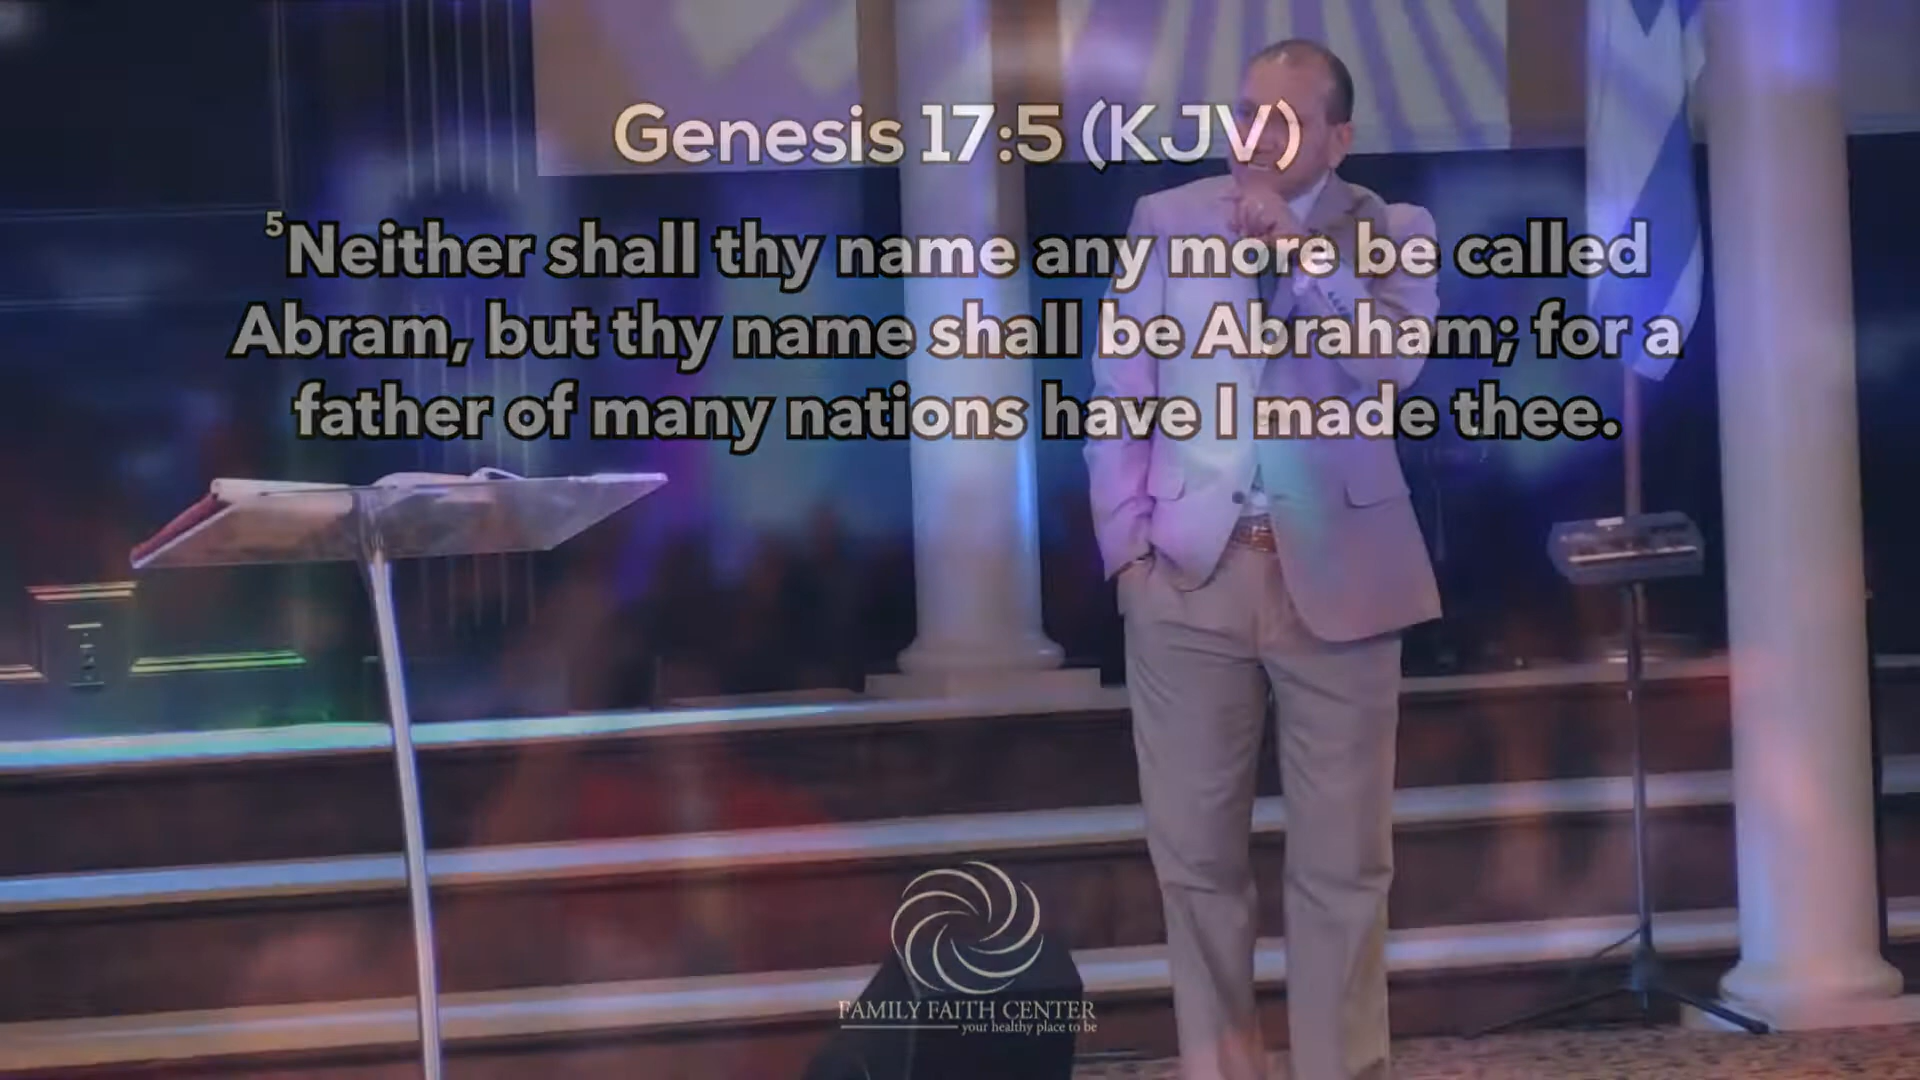 Genesis 17:5 (KJV)
5Neither shall thy name any more be called
Abram, but thy name shall be Abraham; for a
father of many nations have I made thee.
FAMILY FAITH CENTER
your healthy place to be